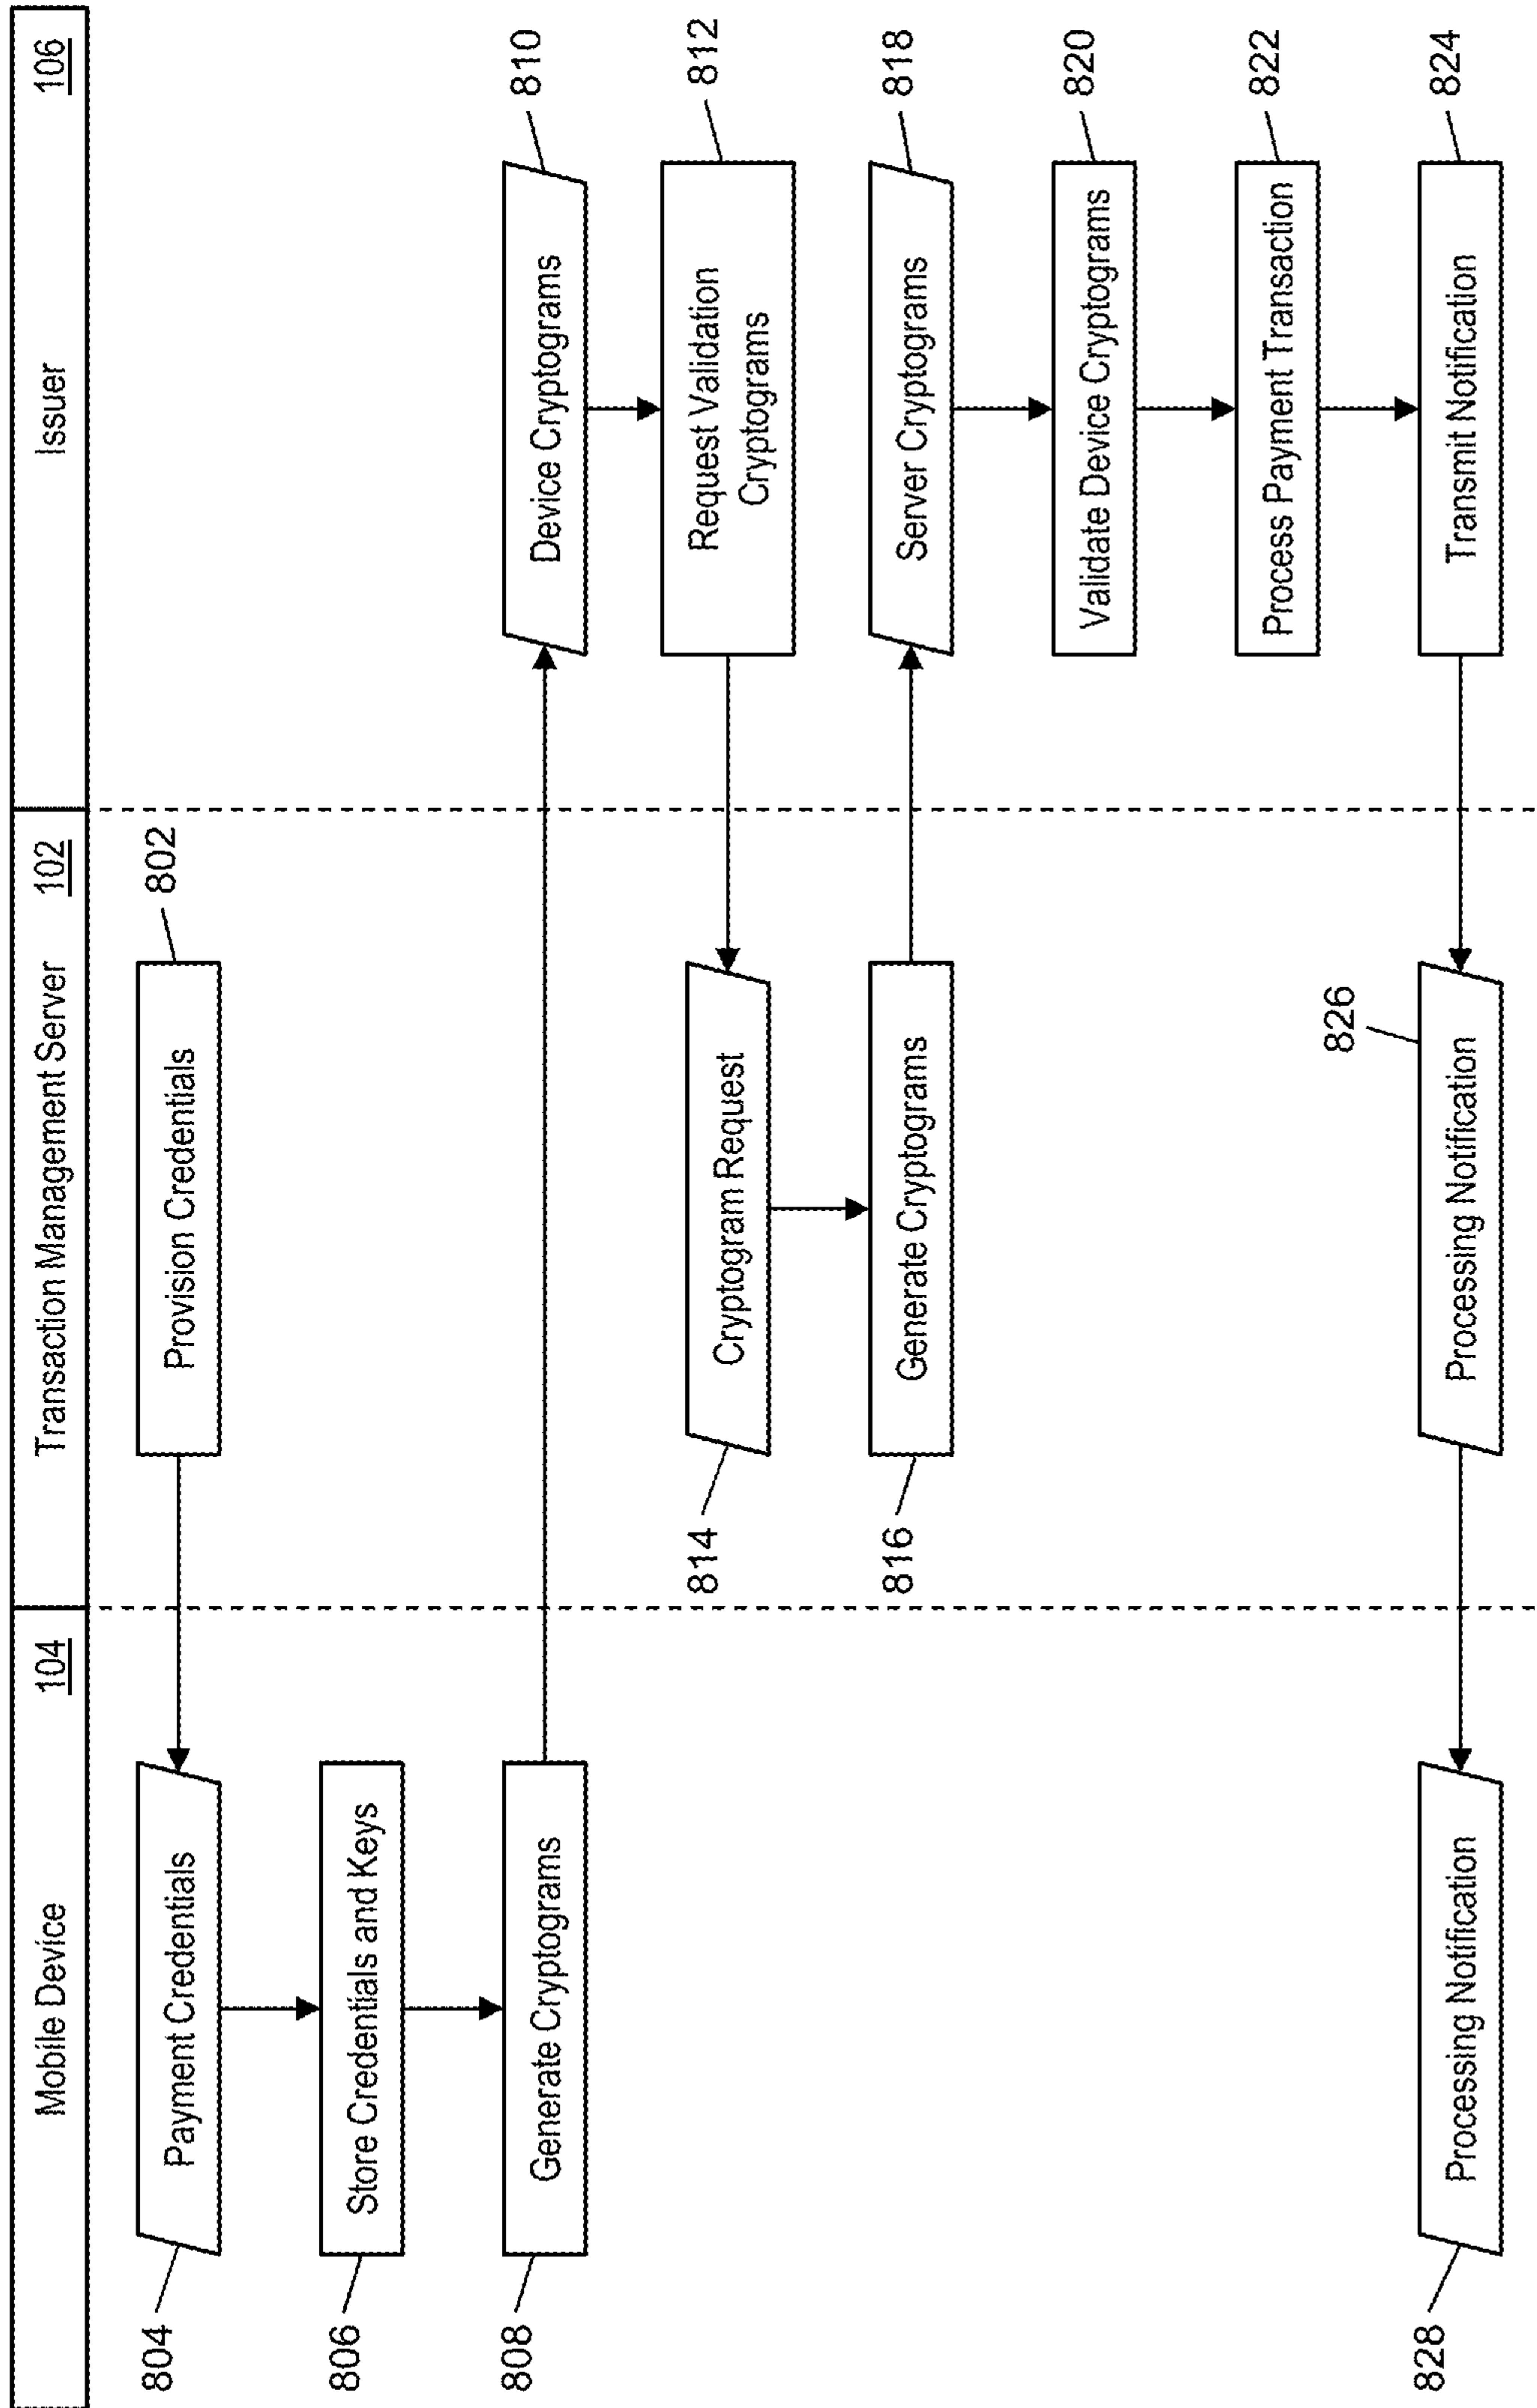 Mobile Device
104
Transaction Management Server
102
Issuer
106
Provision Credentials
802
804
Payment Credentials
806
Store Credentials and Keys
808
Generate Cryptograms
Device Cryptograms
810
Request Validation
Cryptograms
812
814
Cryptogram Request
816
Generate Cryptograms
Server Cryptograms
818
Validate Device Cryptograms
820
Process Payment Transaction
822
Transmit Notification
824
826
Processing Notification
828
Processing Notification